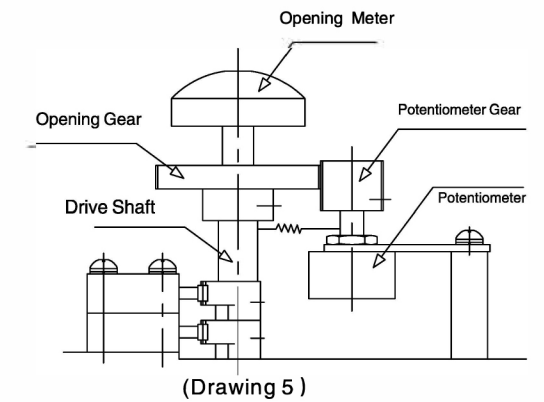 Opening Meter
Opening Gear
Potentiometer Gear
Drive Shaft
Potentiometer
(Drawing 5)